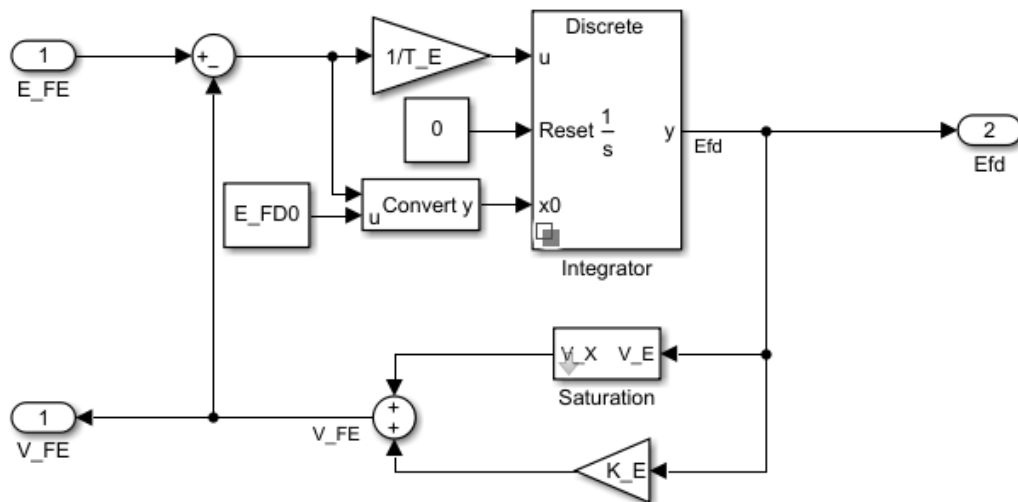 1
E_FE
+
−
1/T_E
0
E_FD0
u
Convert y
Discrete
u
Reset
1
s
y
x0
Integrator
Efd
2
Efd
V_X
V_E
Saturation
+
+
K_E
V_FE
1
V_FE